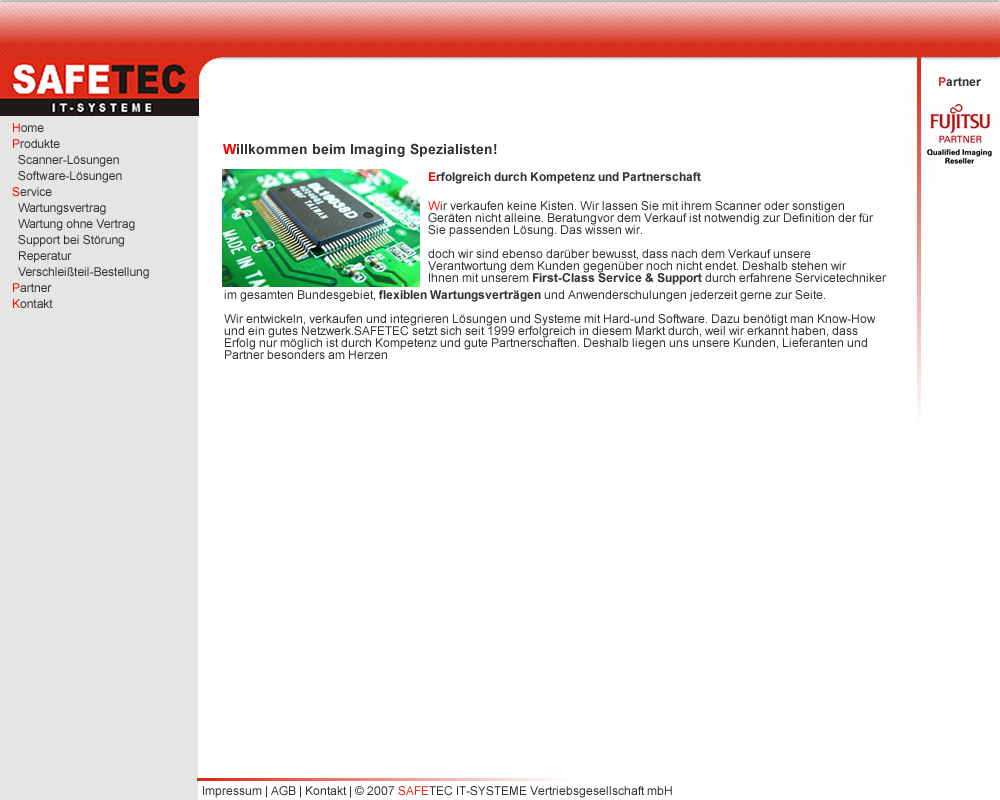 SAFETEC
IT-SYSTEME
Home
Produkte
Scanner-Lösungen
Software-Lösungen
Service
Wartungsvertrag
Wartung ohne Vertrag
Support bei Störung
Reperatur
Verschleißteil-Bestellung
Partner
Kontakt
Willkommen beim Imaging Spezialisten!
MADE IN TA
Erfolgreich durch Kompetenz und Partnerschaft
Wir verkaufen keine Kisten. Wir lassen Sie mit ihrem Scanner oder sonstigen
Geräten nicht alleine. Beratungvor dem Verkauf ist notwendig zur Definition der für
Sie passenden Lösung. Das wissen wir.
doch wir sind ebenso darüber bewusst, dass nach dem Verkauf unsere
Verantwortung dem Kunden gegenüber noch nicht endet. Deshalb stehen wir
Ihnen mit unserem First-Class Service & Support durch erfahrene Servicetechniker
im gesamten Bundesgebiet, flexiblen Wartungsverträgen und Anwenderschulungen jederzeit gerne zur Seite.
Wir entwickeln, verkaufen und integrieren Lösungen und Systeme mit Hard-und Software. Dazu benötigt man Know-How
und ein gutes Netzwerk.SAFETEC setzt sich seit 1999 erfolgreich in diesem Markt durch, weil wir erkannt haben, dass
Erfolg nur möglich ist durch Kompetenz und gute Partnerschaften. Deshalb liegen uns unsere Kunden, Lieferanten und
Partner besonders am Herzen
Partner
FUJITSU
PARTNER
Qualified Imaging
Reseller
Impressum | AGB | Kontakt | © 2007 SAFETEC IT-SYSTEME Vertriebsgesellschaft mbH